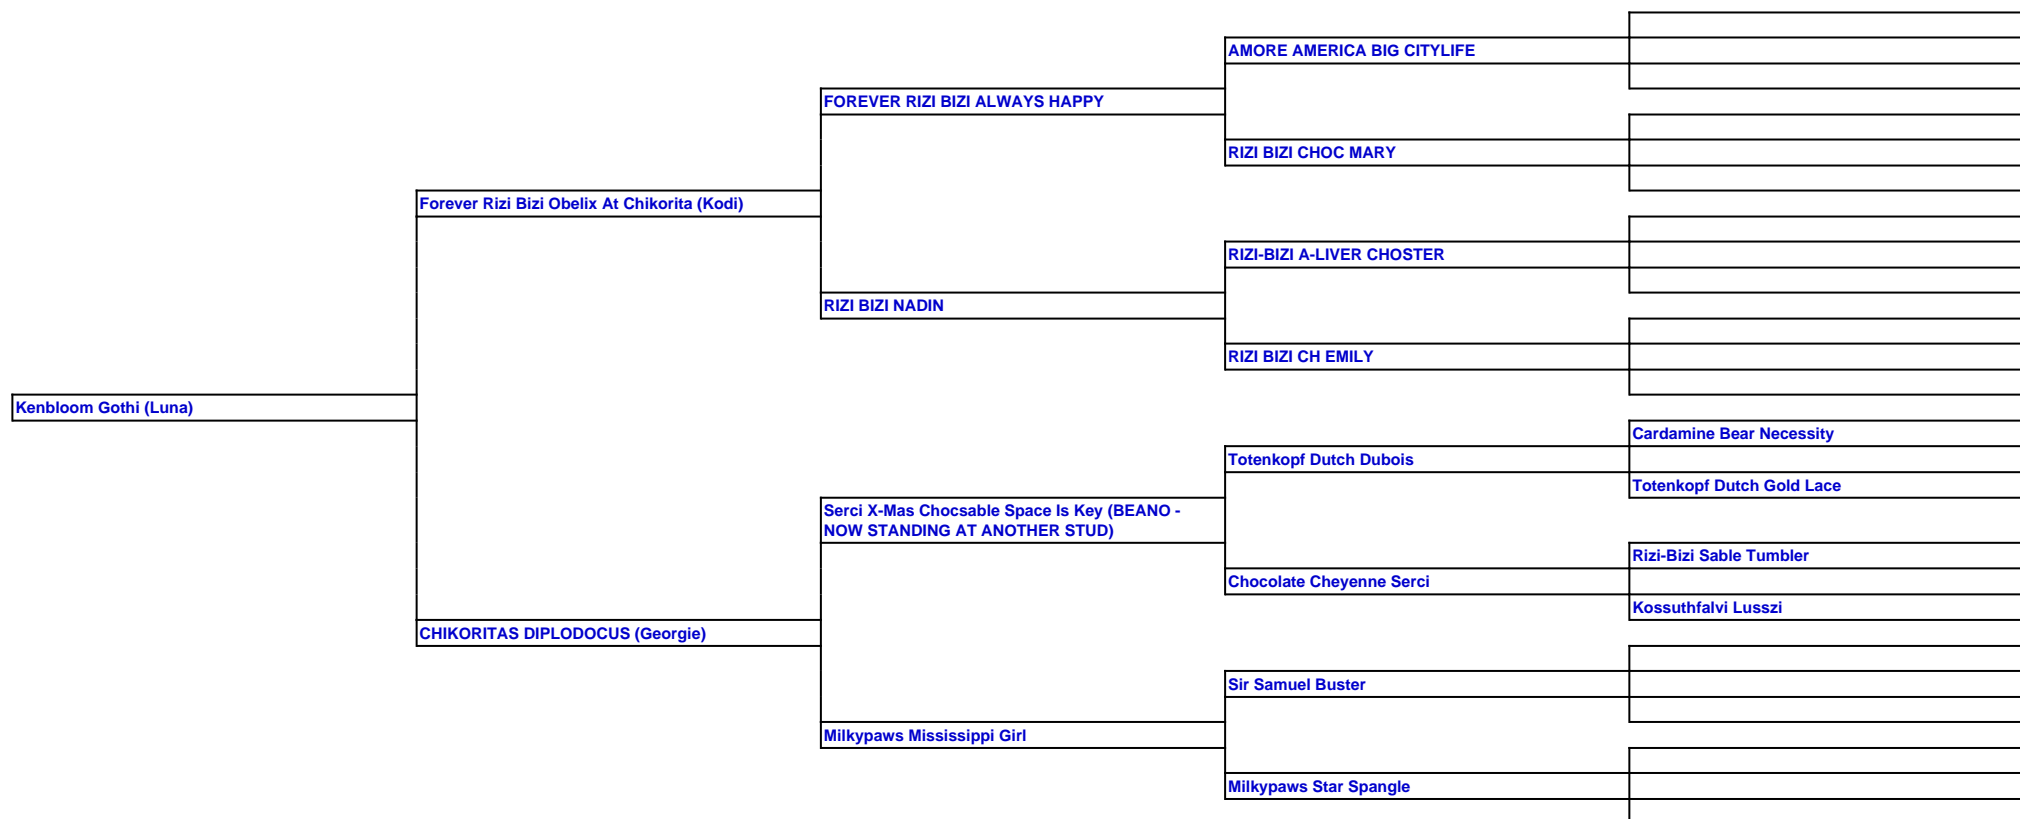 AMORE AMERICA BIG CITYLIFE
FOREVER RIZI BIZI ALWAYS HAPPY
RIZI BIZI CHOC MARY
Forever Rizi Bizi Obelix At Chikorita (Kodi)
RIZI-BIZI A-LIVER CHOSTER
RIZI BIZI NADIN
RIZI BIZI CH EMILY
Kenbloom Gothi (Luna)
Cardamine Bear Necessity
Totenkopf Dutch Dubois
Totenkopf Dutch Gold Lace
Serci X-Mas Chocsable Space Is Key (BEANO -
NOW STANDING AT ANOTHER STUD)
Rizi-Bizi Sable Tumbler
Chocolate Cheyenne Serci
Kossuthfalvi Lusszi
CHIKORITAS DIPLODOCUS (Georgie)
Sir Samuel Buster
Milkypaws Mississippi Girl
Milkypaws Star Spangle